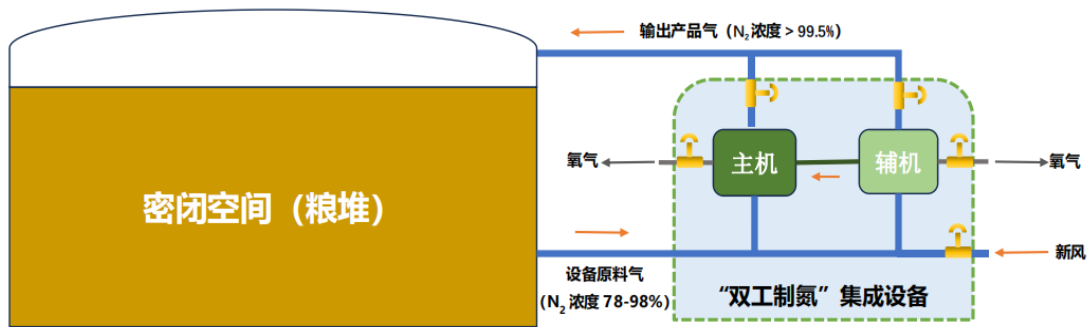 输出产品气（N₂浓度＞99.5%）
氧气
主机
辅机
氧气
密闭空间（粮堆）
新风
设备原料气
（N₂浓度 78-98%）
“双工制氮”集成设备